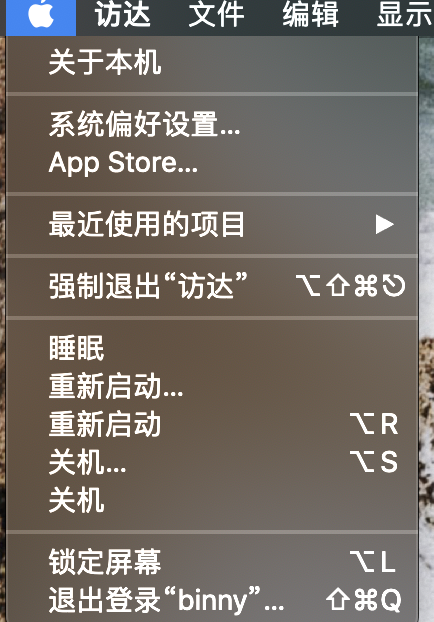 访达 文件 编辑 显示
关于本机
系统偏好设置…
App Store…
最近使用的项目 ▶
强制退出“访达” ⌥⇧⌘⎋
睡眠
重新启动…
重新启动 ⌥R
关机… ⌥S
关机
锁定屏幕 ⌥L
退出登录“binny”… ⇧⌘Q